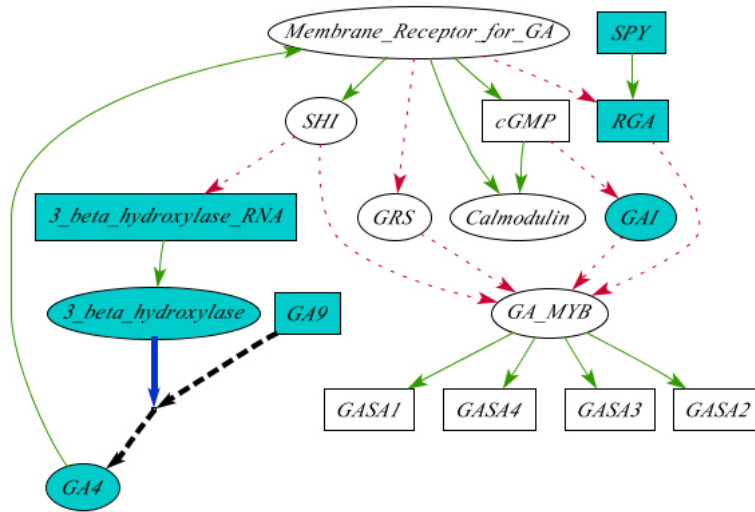 Membrane_Receptor_for_GA
SPY
SHI
cGMP
RGA
3_beta_hydroxylase_RNA
GRS
Calmodulin
GAI
3_beta_hydroxylase
GA9
GA_MYB
GASA1
GASA4
GASA3
GASA2
GA4